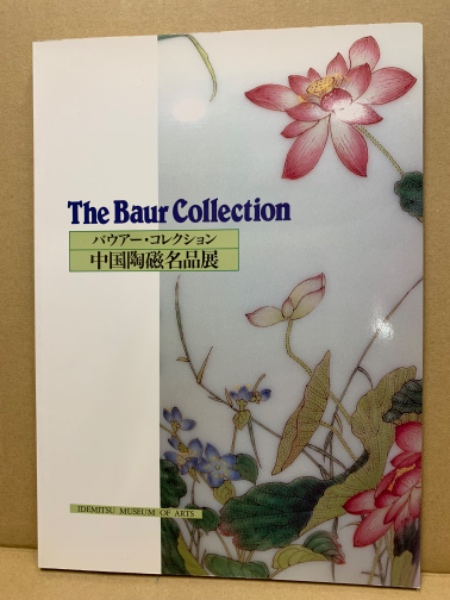 The Baur Collection
バウアー・コレクション
中国陶磁名品展
IDEMITSU MUSEUM OF ARTS